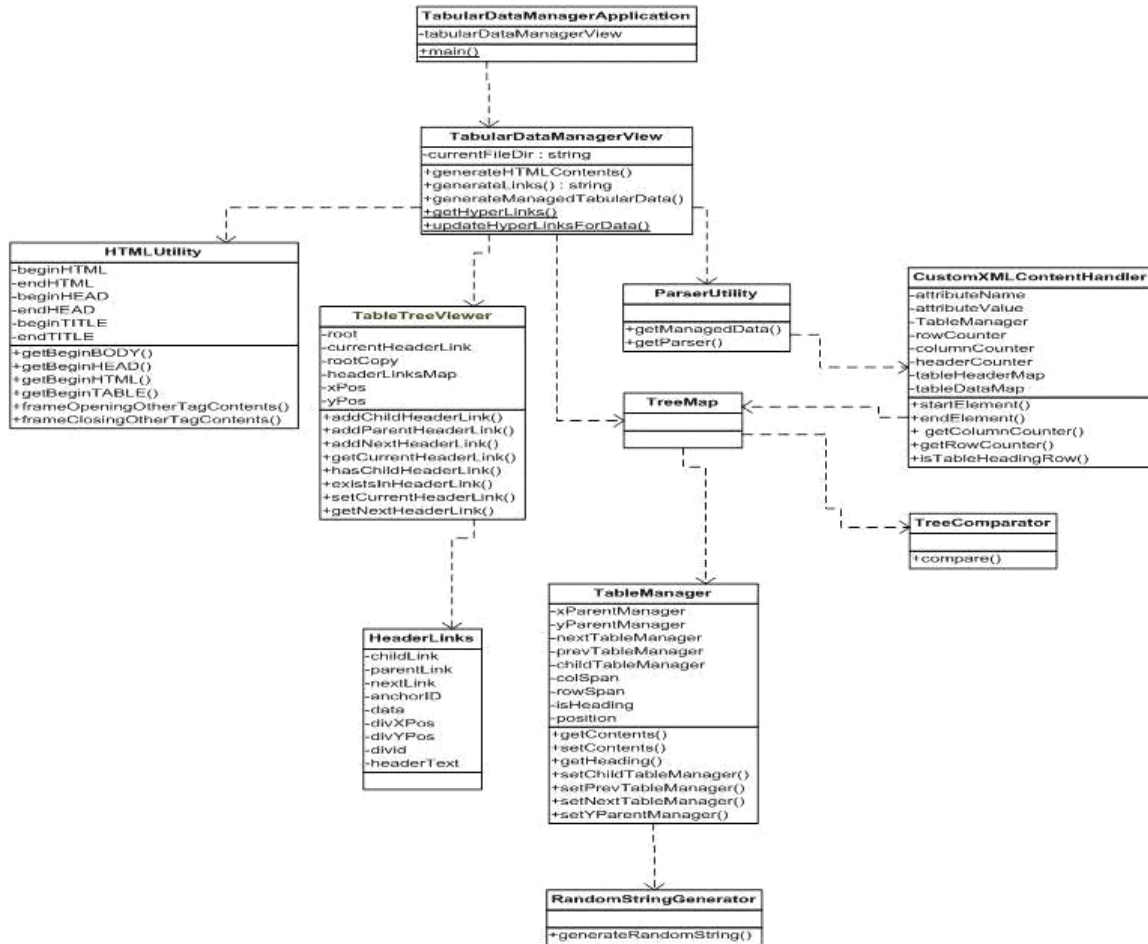 TabularDataManagerApplication
-tabularDataManagerView
+main()
TabularDataManagerView
-currentFileDir : string
+generateHTMLContents()
+generateLinks() : string
+generateManagedTabularData()
+getHyperLinks()
+updateHyperLinksForData()
HTMLUtility
-beginHTML
-endHTML
-beginHEAD
-endHEAD
-beginTITLE
-endTITLE
+getBeginBODY()
+getBeginHEAD()
+getBeginHTML()
+getBeginTABLE()
+frameOpeningOtherTagContents()
+frameClosingOtherTagContents()
TableTreeViewer
-root
-currentHeaderLink
-rootCopy
-headerLinksMap
-xPos
-yPos
+addChildHeaderLink()
+addParentHeaderLink()
+addNextHeaderLink()
+getCurrentHeaderLink()
+hasChildHeaderLink()
+existsInHeaderLink()
+setCurrentHeaderLink()
+getNextHeaderLink()
ParserUtility
+getManagedData()
+getParser()
CustomXMLContentHandler
-attributeName
-attributeValue
-TableManager
-rowCounter
-columnCounter
-headerCounter
-tableHeaderMap
-tableDataMap
+startElement()
+endElement()
+ getColumnCounter()
+getRowCounter()
+isTableHeadingRow()
TreeMap
TreeComparator
+compare()
HeaderLinks
-childLink
-parentLink
-nextLink
-anchorID
-data
-divXPos
-divYPos
-divid
-headerText
TableManager
-xParentManager
-yParentManager
-nextTableManager
-prevTableManager
-childTableManager
-colSpan
-rowSpan
-isHeading
-position
+getContents()
+setContents()
+getHeading()
+setChildTableManager()
+setPrevTableManager()
+setNextTableManager()
+setYParentManager()
RandomStringGenerator
+generateRandomString()